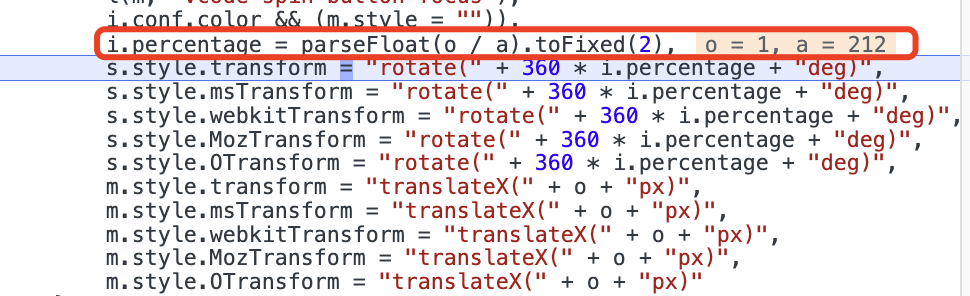 i.conf.color && (m.style = "")),
i.percentage = parseFloat(o / a).toFixed(2), o = 1, a = 212
s.style.transform = "rotate(" + 360 * i.percentage + "deg)",
s.style.msTransform = "rotate(" + 360 * i.percentage + "deg)",
s.style.webkitTransform = "rotate(" + 360 * i.percentage + "deg)",
s.style.MozTransform = "rotate(" + 360 * i.percentage + "deg)",
s.style.OTransform = "rotate(" + 360 * i.percentage + "deg)",
m.style.transform = "translateX(" + o + "px)",
m.style.msTransform = "translateX(" + o + "px)",
m.style.webkitTransform = "translateX(" + o + "px)",
m.style.MozTransform = "translateX(" + o + "px)",
m.style.OTransform = "translateX(" + o + "px)"